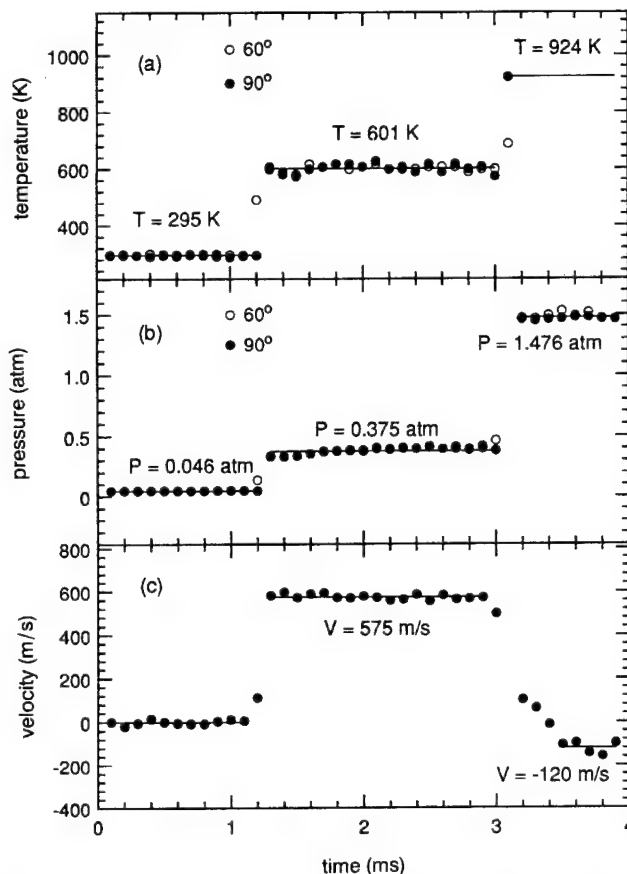 (a)
○ 60°
● 90°
T = 924 K
T = 601 K
T = 295 K
1000
800
600
400
temperature (K)
(b)
○ 60°
● 90°
P = 1.476 atm
P = 0.375 atm
P = 0.046 atm
1.5
1.0
0.5
0
pressure (atm)
(c)
V = 575 m/s
V = -120 m/s
800
600
400
200
0
-200
-400
velocity (m/s)
0 1 2 3 4
time (ms)